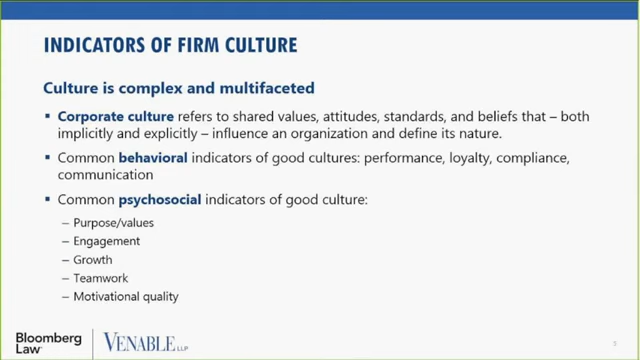 INDICATORS OF FIRM CULTURE
Culture is complex and multifaceted
▪ Corporate culture refers to shared values, attitudes, standards, and beliefs that – both
implicitly and explicitly – influence an organization and define its nature.
▪ Common behavioral indicators of good cultures: performance, loyalty, compliance,
communication
▪ Common psychosocial indicators of good culture:
– Purpose/values
– Engagement
– Growth
– Teamwork
– Motivational quality
Bloomberg
Law
VENABLE LLP